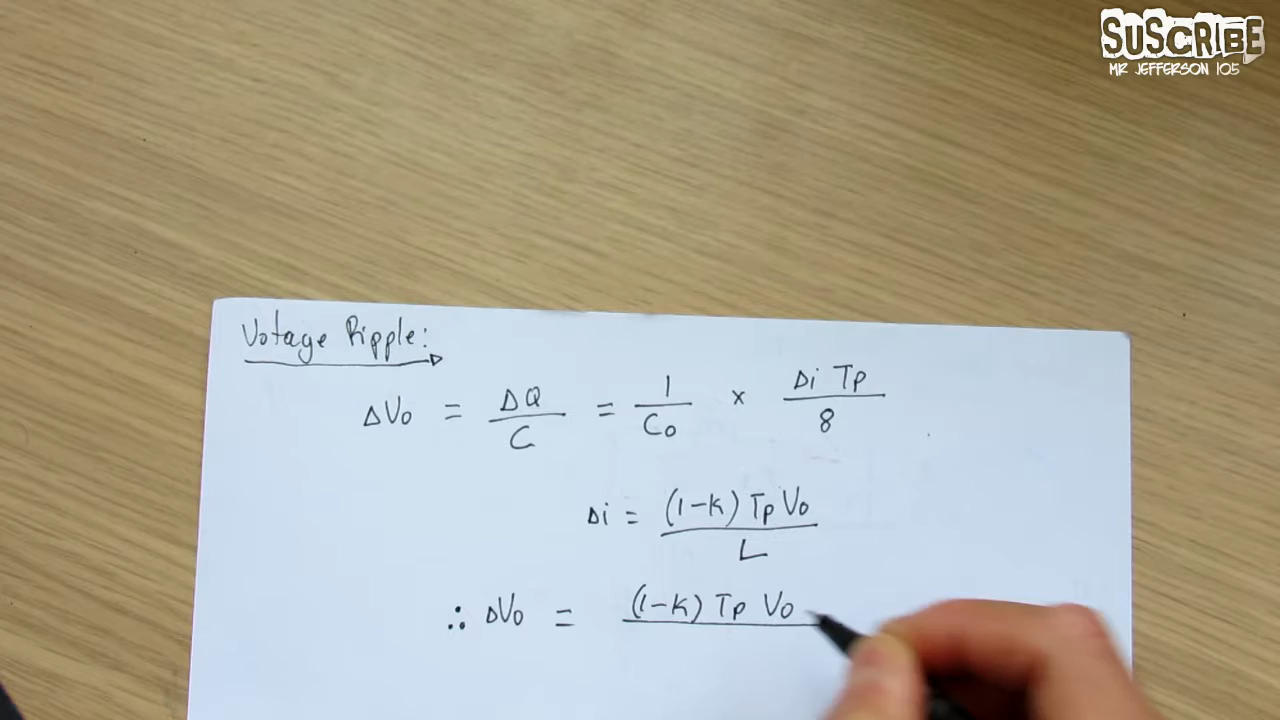 SUSCRIBE
MR JEFFERSON 105
Votage Ripple:
ΔVo = ΔQ/C = 1/Co × Δi Tp/8
Δi = (1-k) Tp Vo/L
∴ ΔVo = (1-k) Tp Vo